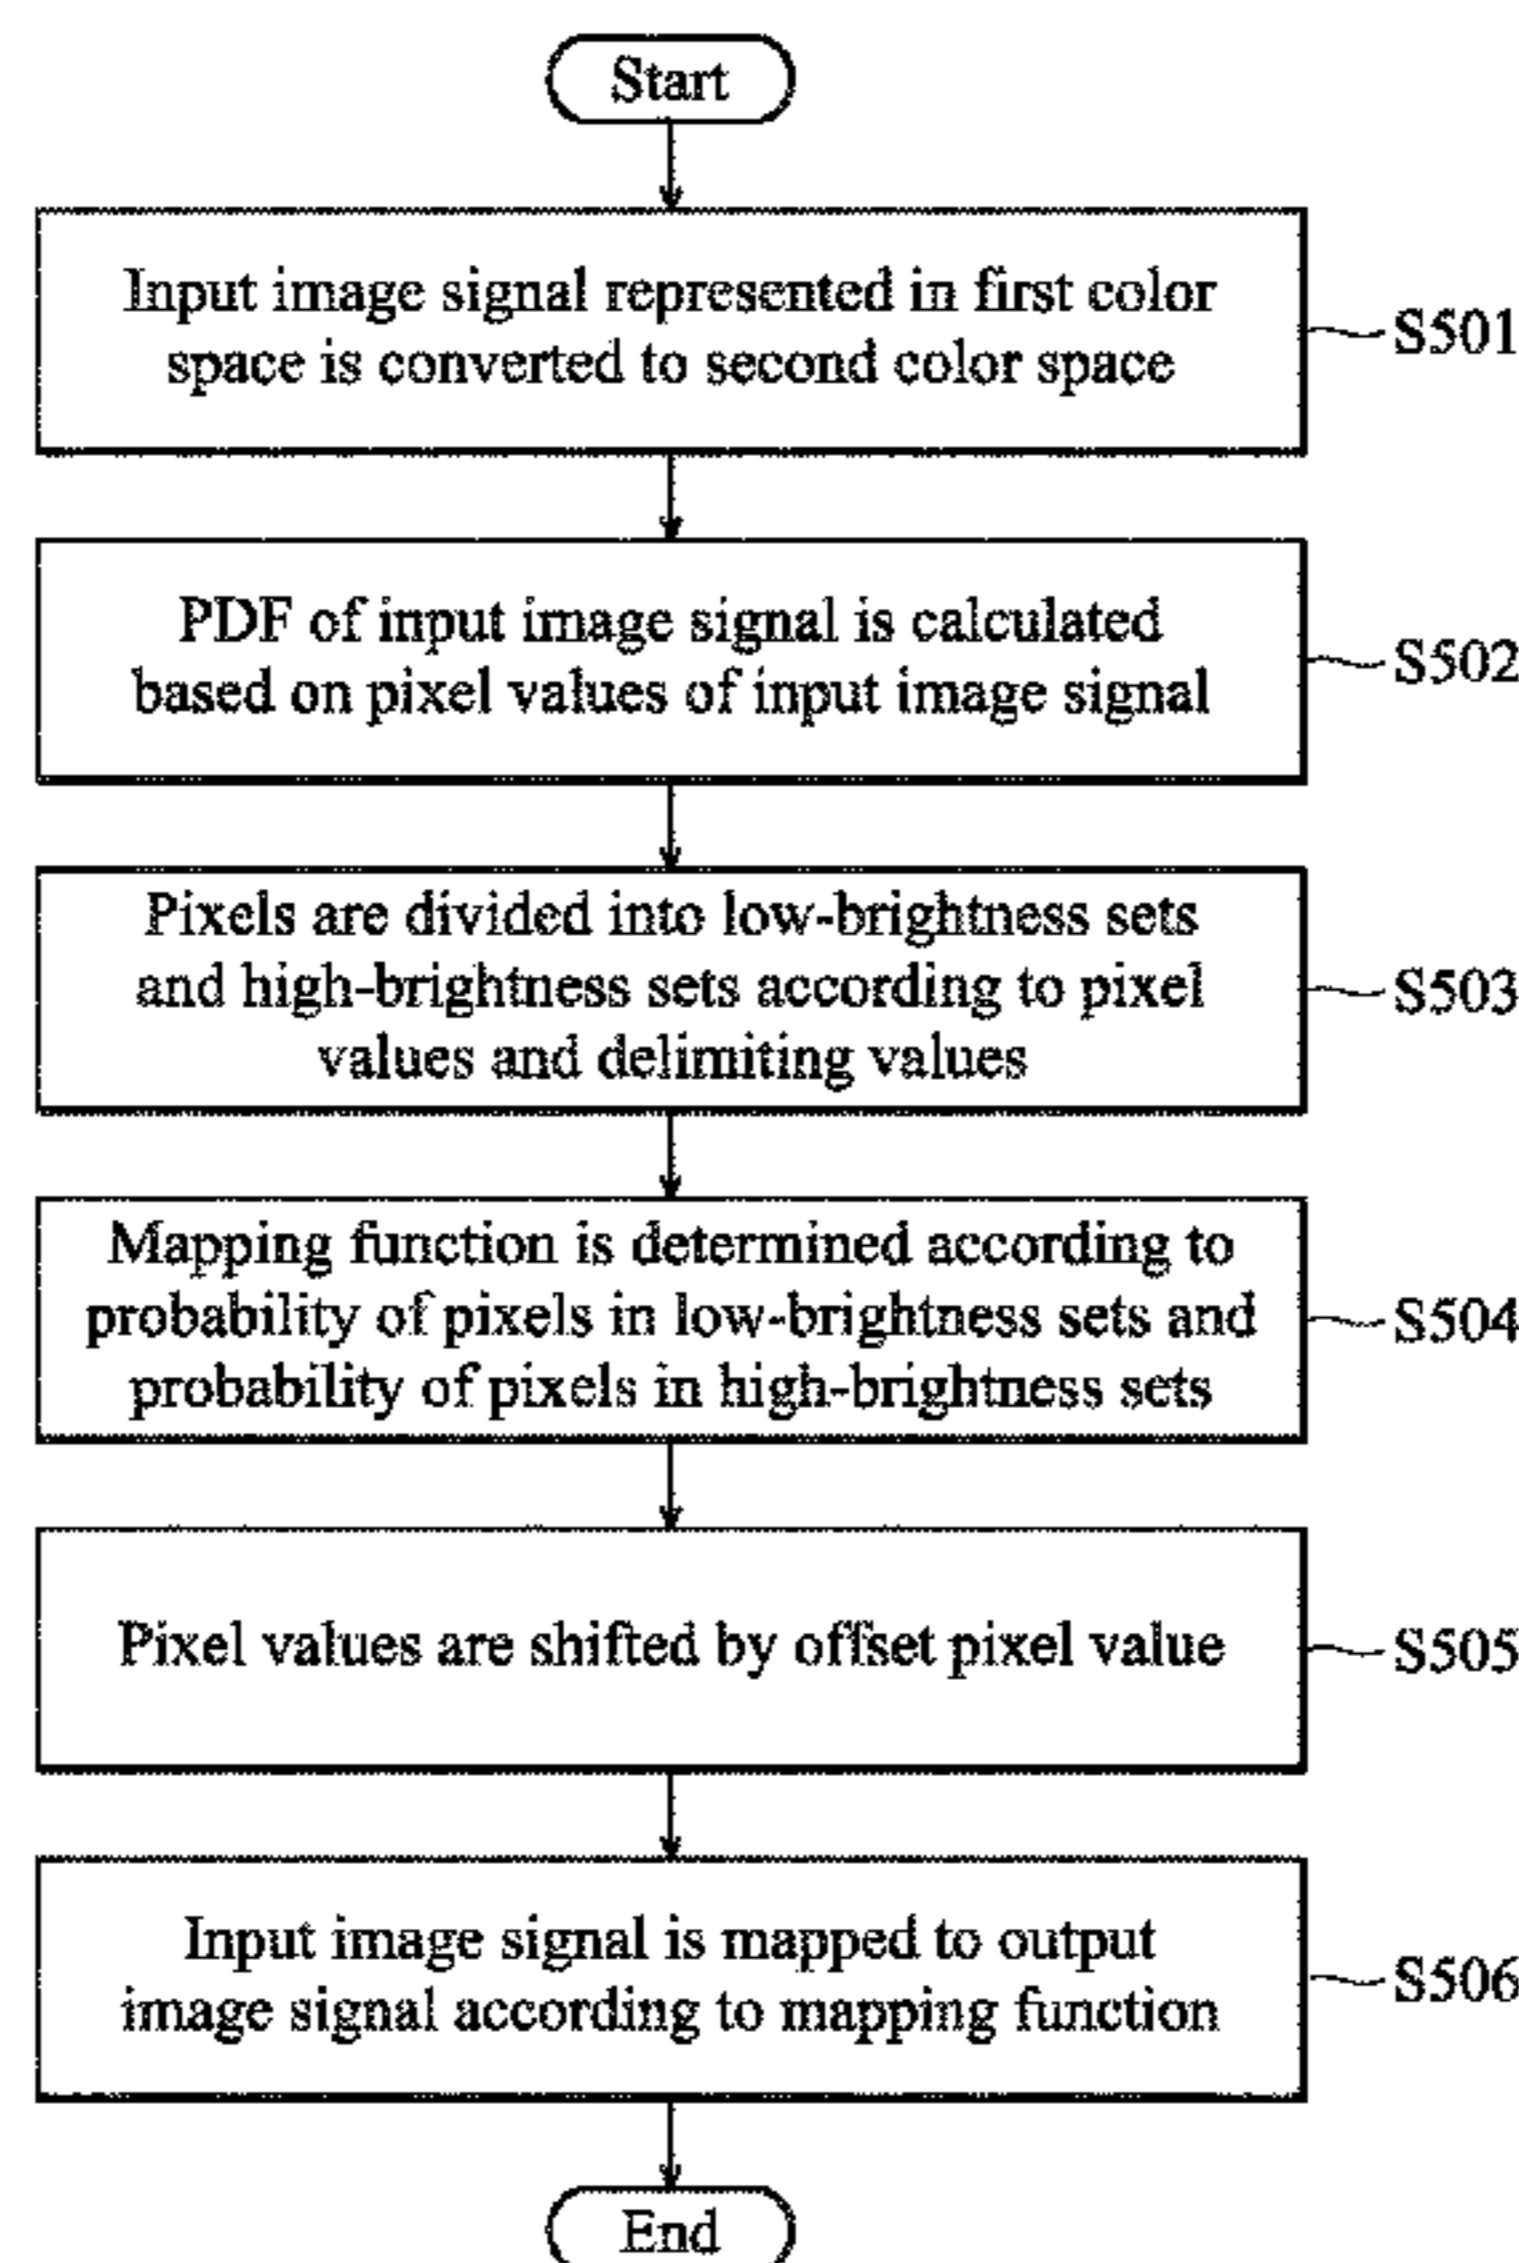 Start
Input image signal represented in first color
space is converted to second color space
S501
PDF of input image signal is calculated
based on pixel values of input image signal
S502
Pixels are divided into low-brightness sets
and high-brightness sets according to pixel
values and delimiting values
S503
Mapping function is determined according to
probability of pixels in low-brightness sets and
probability of pixels in high-brightness sets
S504
Pixel values are shifted by offset pixel value
S505
Input image signal is mapped to output
image signal according to mapping function
S506
End